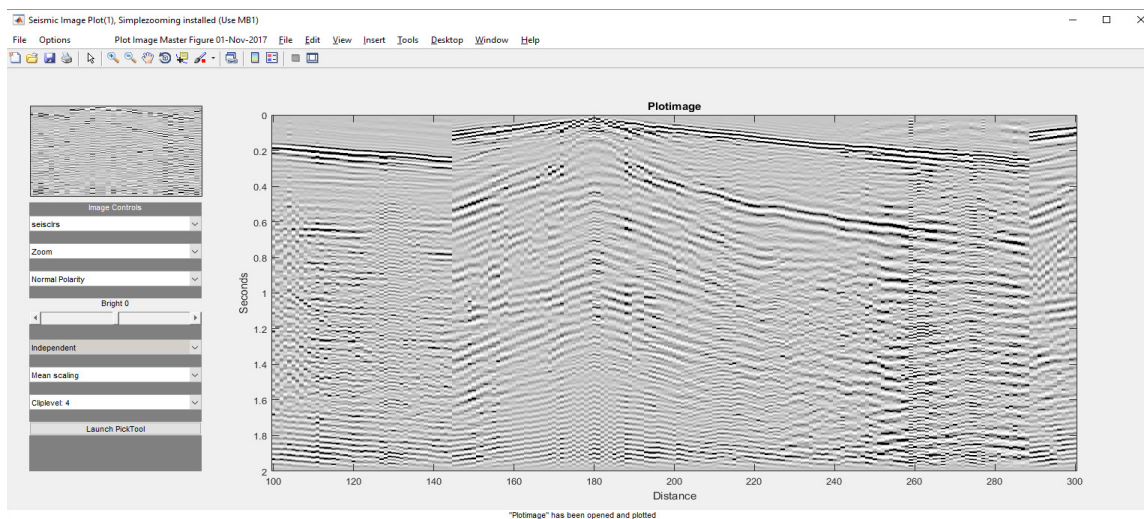 Seismic Image Plot(1), Simplezooming installed (Use MB1)
File Options Plot Image Master Figure 01-Nov-2017 File Edit View Insert Tools Desktop Window Help
Plotimage
Image Controls
seisclrs
Zoom
Normal Polarity
Bright 0
Independent
Mean scaling
Cliplevel: 4
Launch PickTool
Seconds
0
0.2
0.4
0.6
0.8
1
1.2
1.4
1.6
1.8
2
100 120 140 160 180 200 220 240 260 280 300
Distance
"Plotimage" has been opened and plotted